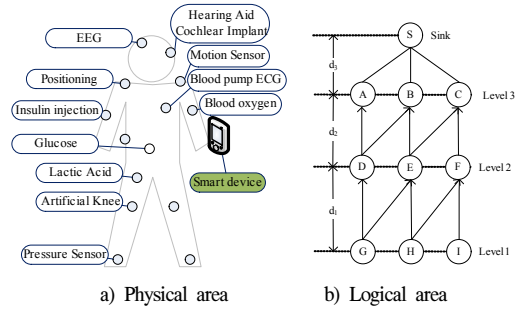 EEG
Hearing Aid
Cochlear Implant
Motion Sensor
Positioning
Blood pump ECG
Insulin injection
Blood oxygen
Glucose
Lactic Acid
Smart device
Artificial Knee
Pressure Sensor
a) Physical area
S
Sink
d3
A
B
C
Level 3
d2
D
E
F
Level 2
d1
G
H
I
Level 1
b) Logical area